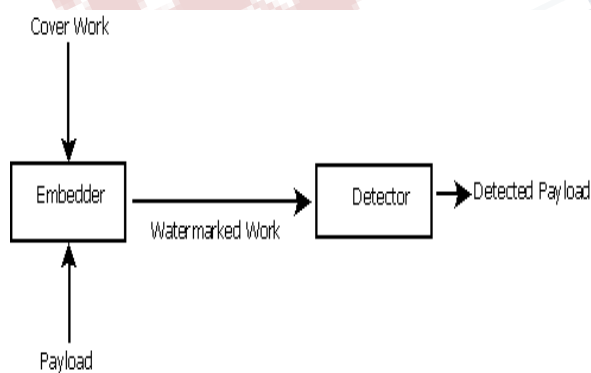 Cover Work
Embedder
Watermarked Work
Detector
Detected Payload
Payload